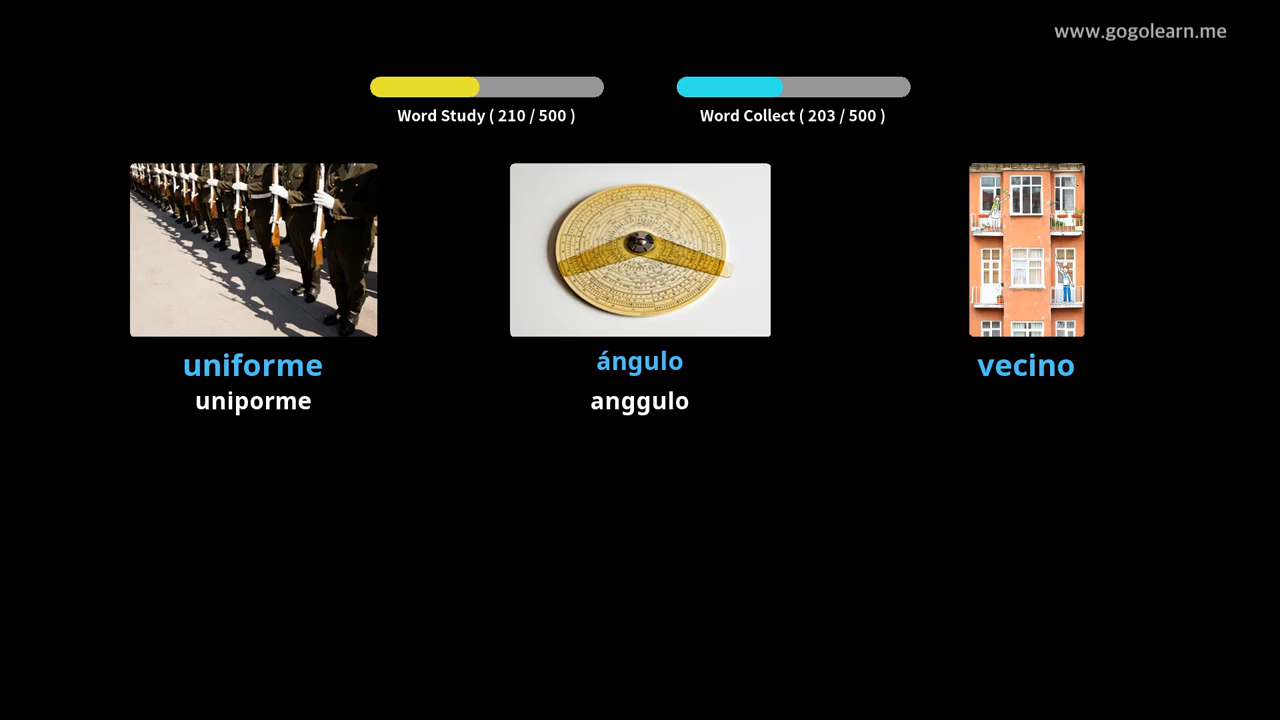 www.gogolearn.me
Word Study ( 210 / 500 )
Word Collect ( 203 / 500 )
uniforme
uniporme
ángulo
anggulo
vecino